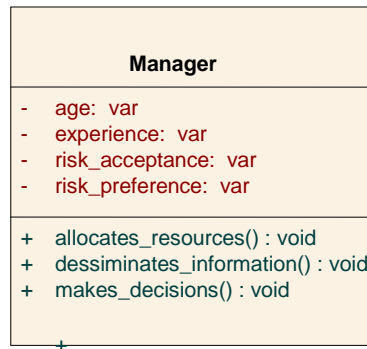 Manager
- age: var
- experience: var
- risk_acceptance: var
- risk_preference: var
+ allocates_resources() : void
+ dessiminates_information() : void
+ makes_decisions() : void
+